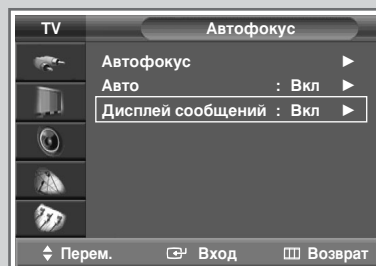 TV Автофокус
Автофокус
Авто : Вкл
Дисплей сообщений : Вкл
Перем. Вход Возврат